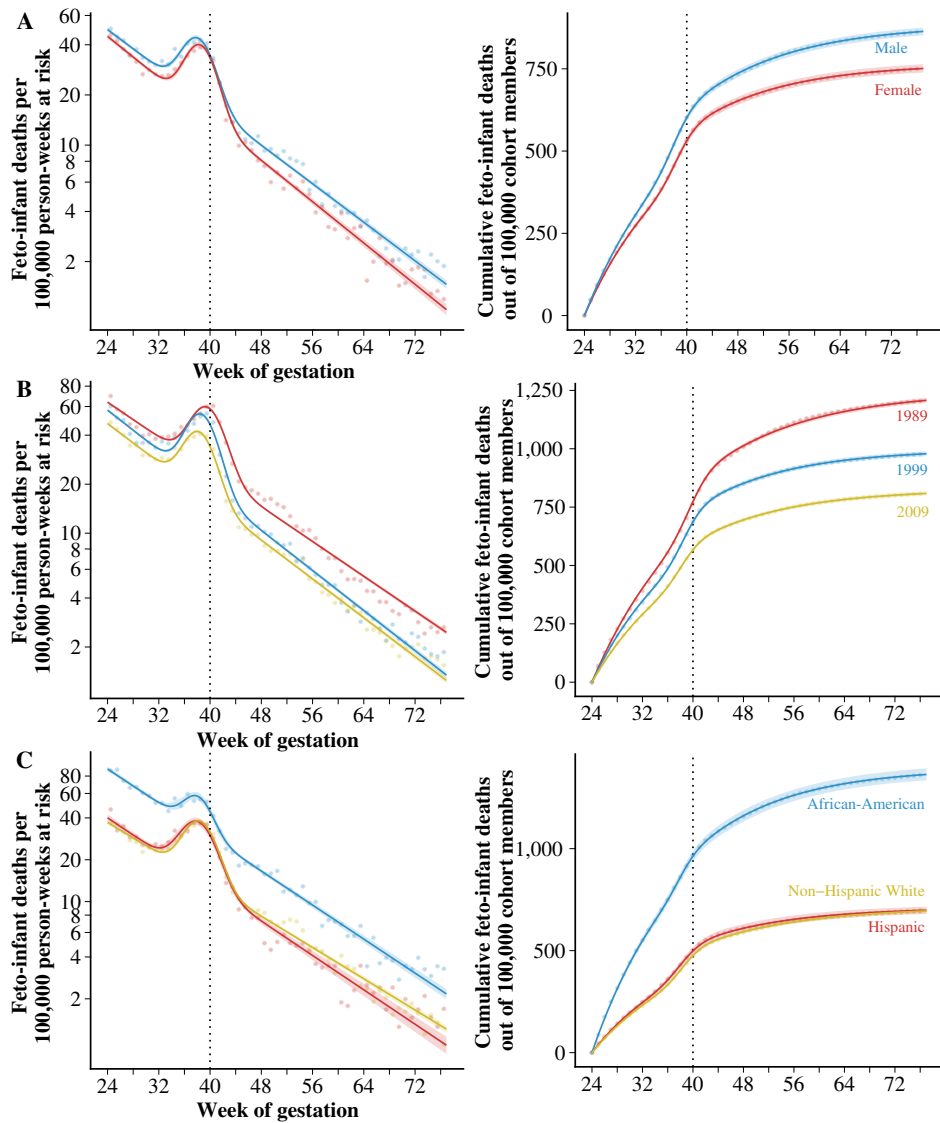 A
Feto-infant deaths per
100,000 person-weeks at risk
60
40
20
10
8
6
4
2
24 32 40 48 56 64 72
Week of gestation
Cumulative feto-infant deaths
out of 100,000 cohort members
750
500
250
0
Male
Female
24 32 40 48 56 64 72
B
Feto-infant deaths per
100,000 person-weeks at risk
80
60
40
20
10
8
6
4
2
24 32 40 48 56 64 72
Week of gestation
Cumulative feto-infant deaths
out of 100,000 cohort members
1,250
1,000
750
500
250
0
1989
1999
2009
24 32 40 48 56 64 72
C
Feto-infant deaths per
100,000 person-weeks at risk
80
60
40
20
10
8
6
4
2
24 32 40 48 56 64 72
Week of gestation
Cumulative feto-infant deaths
out of 100,000 cohort members
1,000
500
0
African-American
Non−Hispanic White
Hispanic
24 32 40 48 56 64 72